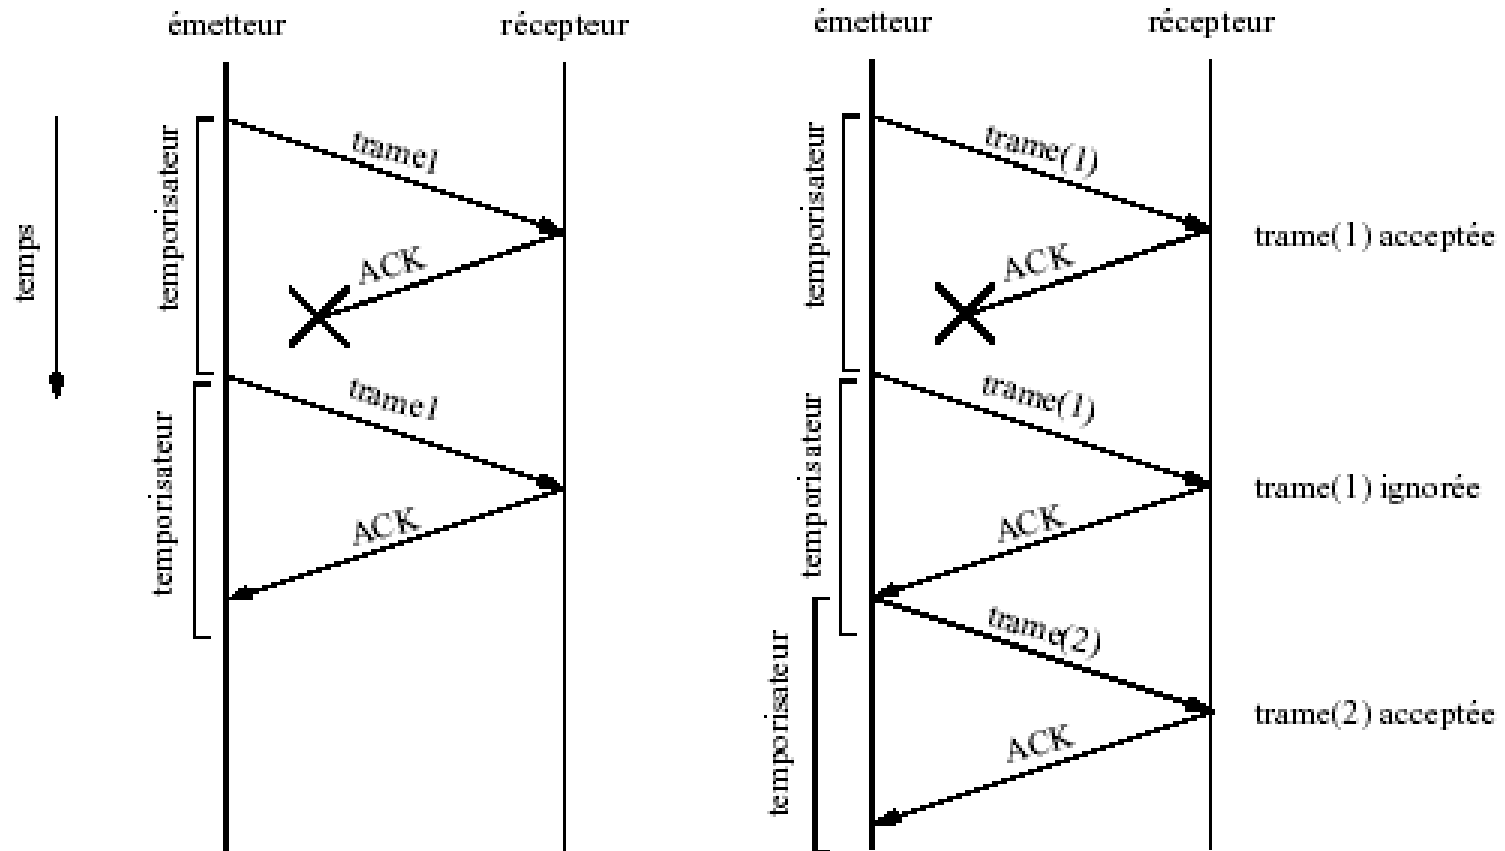 émetteur
récepteur
temps
temporisateur
trame1
ACK
temporisateur
trame1
ACK
émetteur
récepteur
temporisateur
trame(1)
trame(1) acceptée
ACK
temporisateur
trame(1)
trame(1) ignorée
ACK
temporisateur
trame(2)
trame(2) acceptée
ACK